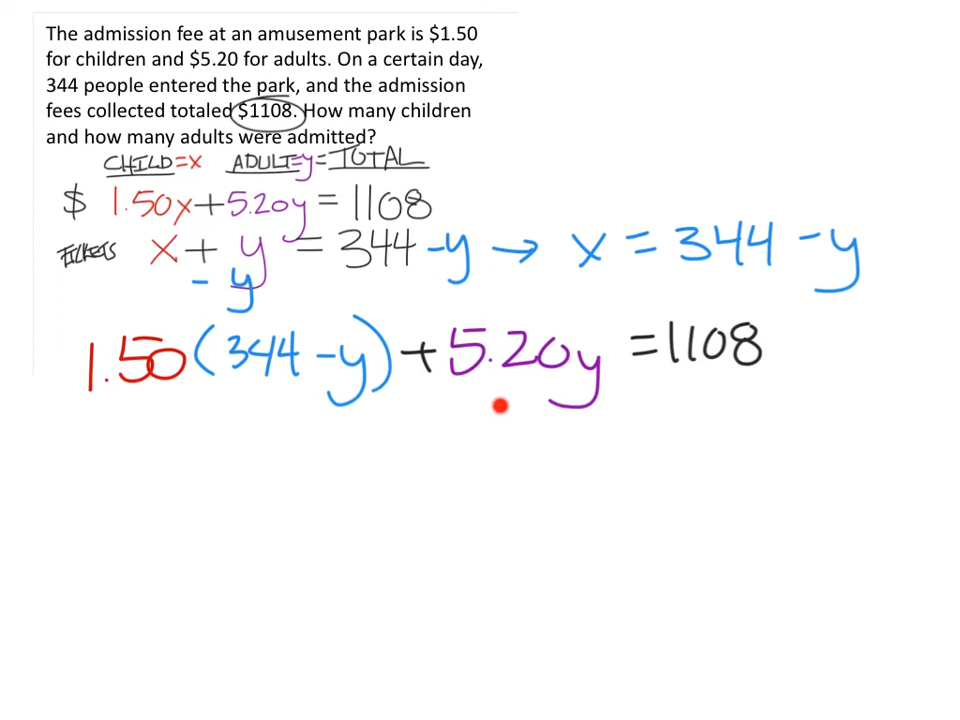 The admission fee at an amusement park is $1.50
for children and $5.20 for adults. On a certain day,
344 people entered the park, and the admission
fees collected totaled $1108. How many children
and how many adults were admitted?
CHILD=x ADULT=y=TOTAL
$ 1.50x+5.20y=1108
TICKETS x + y = 344 -y → x = 344 - y
- y
1.50(344 -y)+5.20y =1108